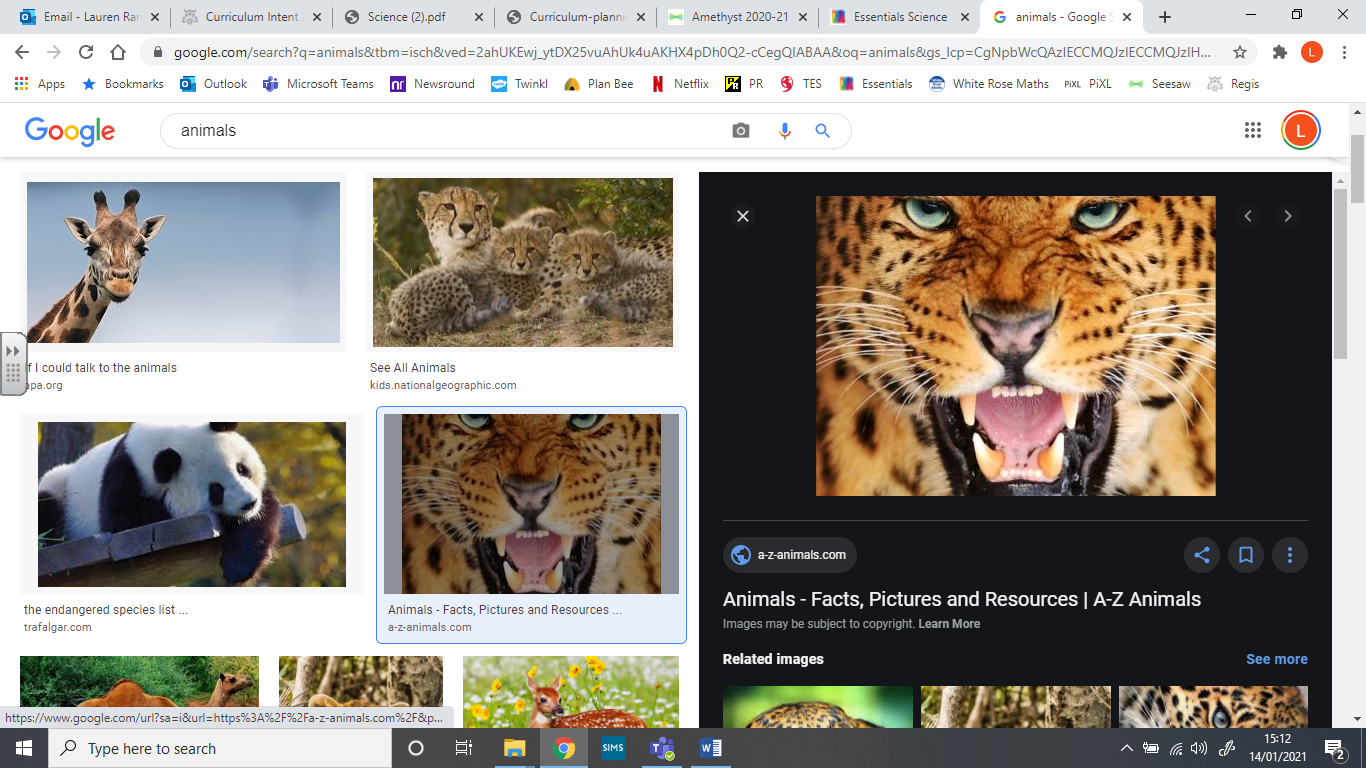 Email - Lauren Ran
Curriculum Intent
Science (2).pdf
Curriculum-planni
Amethyst 2020-21
Essentials Science
animals - Google S
google.com/search?q=animals&tbm=isch&ved=2ahUKEwj_ytDX25vuAhUk4uAKHX4pDh0Q2-cCegQIABAA&oq=animals&gs_lcp=CgNpbWcQAzIECCMQJzIECCMQJzIH...
L
Apps
Bookmarks
Outlook
Microsoft Teams
nr Newsround
Twinkl
Plan Bee
N Netflix
PR
TES
Essentials
White Rose Maths
PiXL PiXL
Seesaw
Regis
Google
animals
L
f I could talk to the animals
apa.org
See All Animals
kids.nationalgeographic.com
the endangered species list ...
trafalgar.com
Animals - Facts, Pictures and Resources ...
a-z-animals.com
a-z-animals.com
Animals - Facts, Pictures and Resources | A-Z Animals
Images may be subject to copyright. Learn More
Related images
See more
https://www.google.com/url?sa=i&url=https%3A%2F%2Fa-z-animals.com%2F&p...
Type here to search
SIMS
15:12
14/01/2021
2